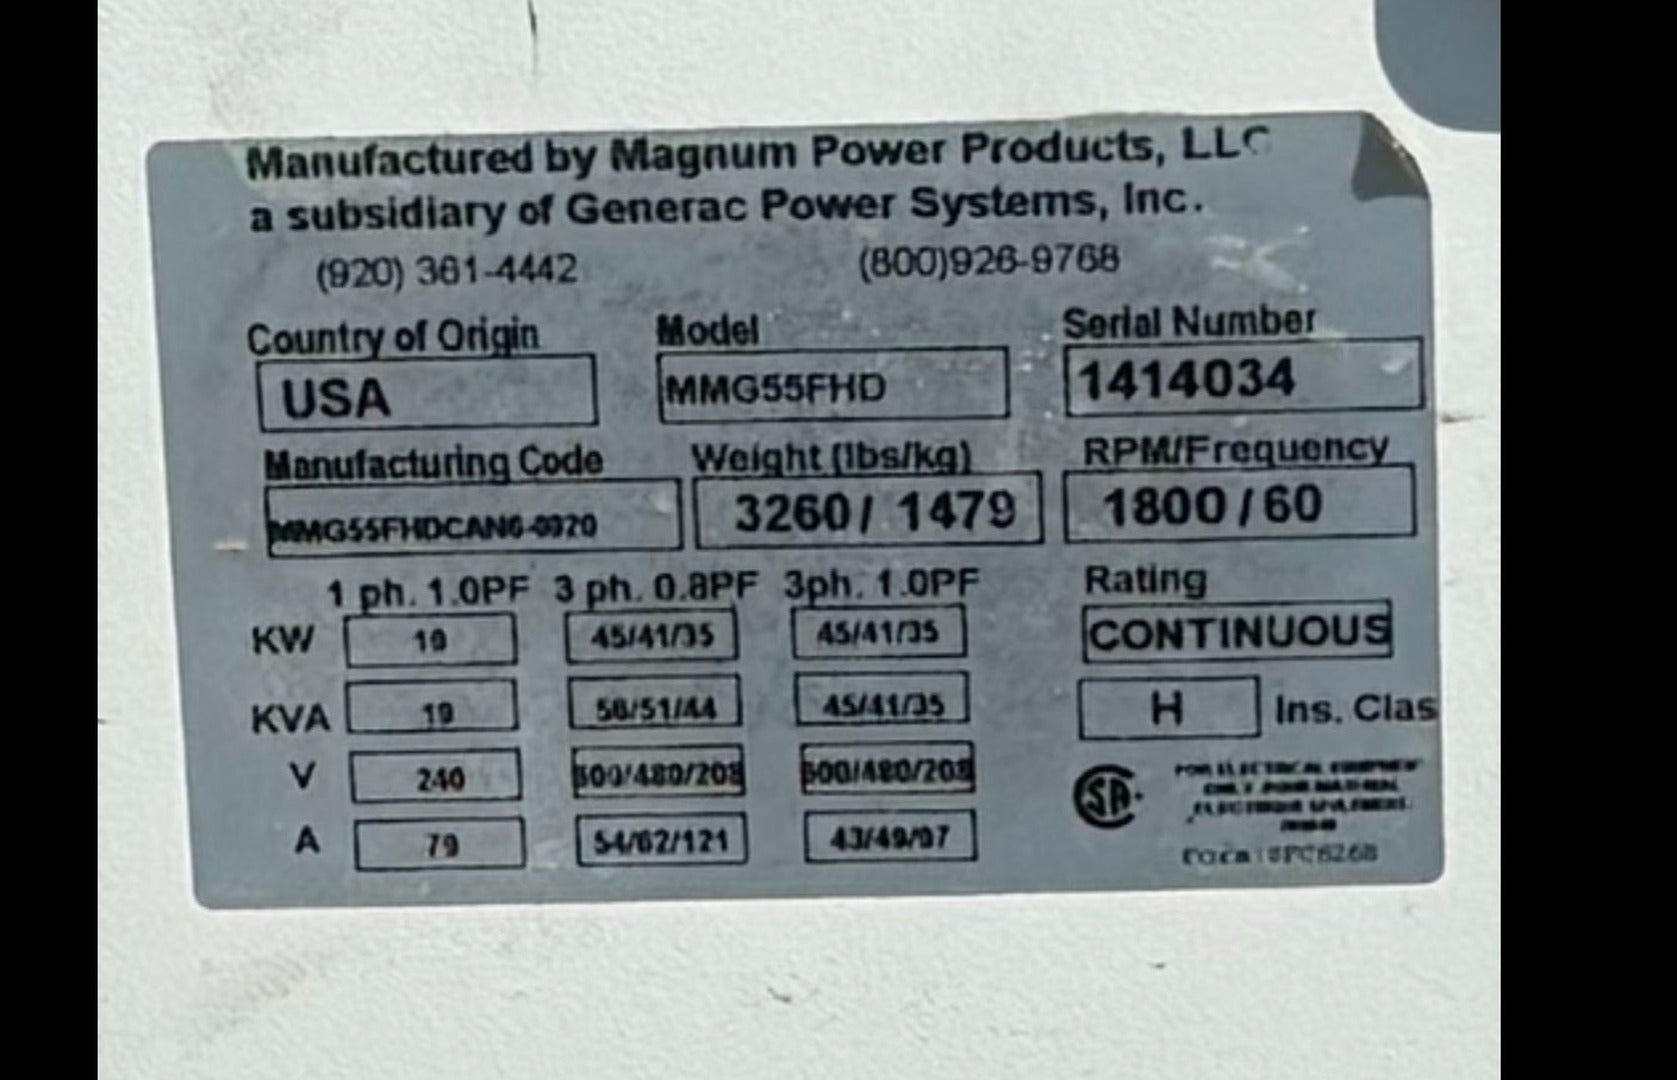 Manufactured by Magnum Power Products, LLC
a subsidiary of Generac Power Systems, Inc.
(920) 361-4442 (800)926-9768
Country of Origin Model Serial Number
USA MMG55FHD 1414034
Manufacturing Code Weight (lbs/kg) RPM/Frequency
3260 / 1479 1800 / 60
1 ph. 1.0PF 3 ph. 0.8PF 3ph. 1.0PF Rating
KW 19 45/41/35 45/41/35 CONTINUOUS
KVA 19 56/51/44 45/41/35 H Ins. Clas
V 240 600/480/208 600/480/208
A 79 54/62/121 43/49/97
SA